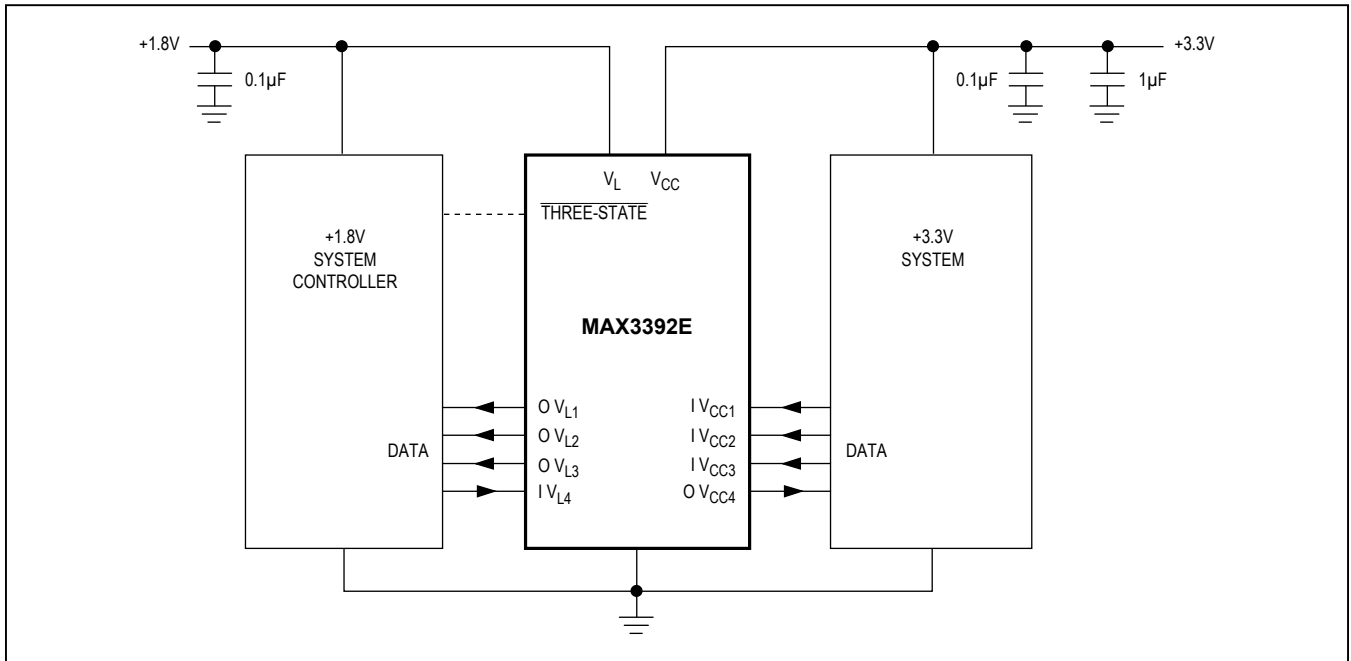 +1.8V
+3.3V
0.1µF
0.1µF
1µF
VL
VCC
THREE-STATE
+1.8V
SYSTEM
CONTROLLER
+3.3V
SYSTEM
MAX3392E
O VL1
I VCC1
O VL2
I VCC2
DATA
DATA
O VL3
I VCC3
I VL4
O VCC4